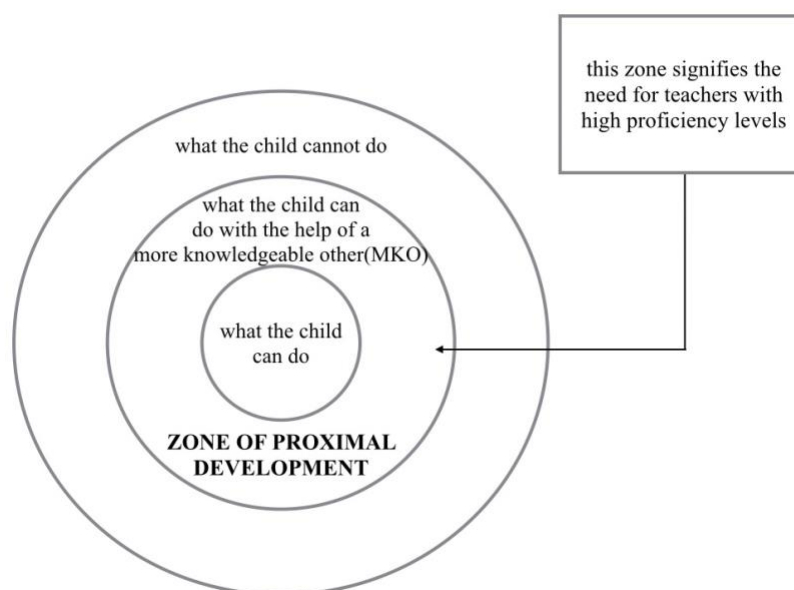 this zone signifies the
need for teachers with
high proficiency levels
what the child cannot do
what the child can
do with the help of a
more knowledgeable other(MKO)
what the child
can do
ZONE OF PROXIMAL
DEVELOPMENT